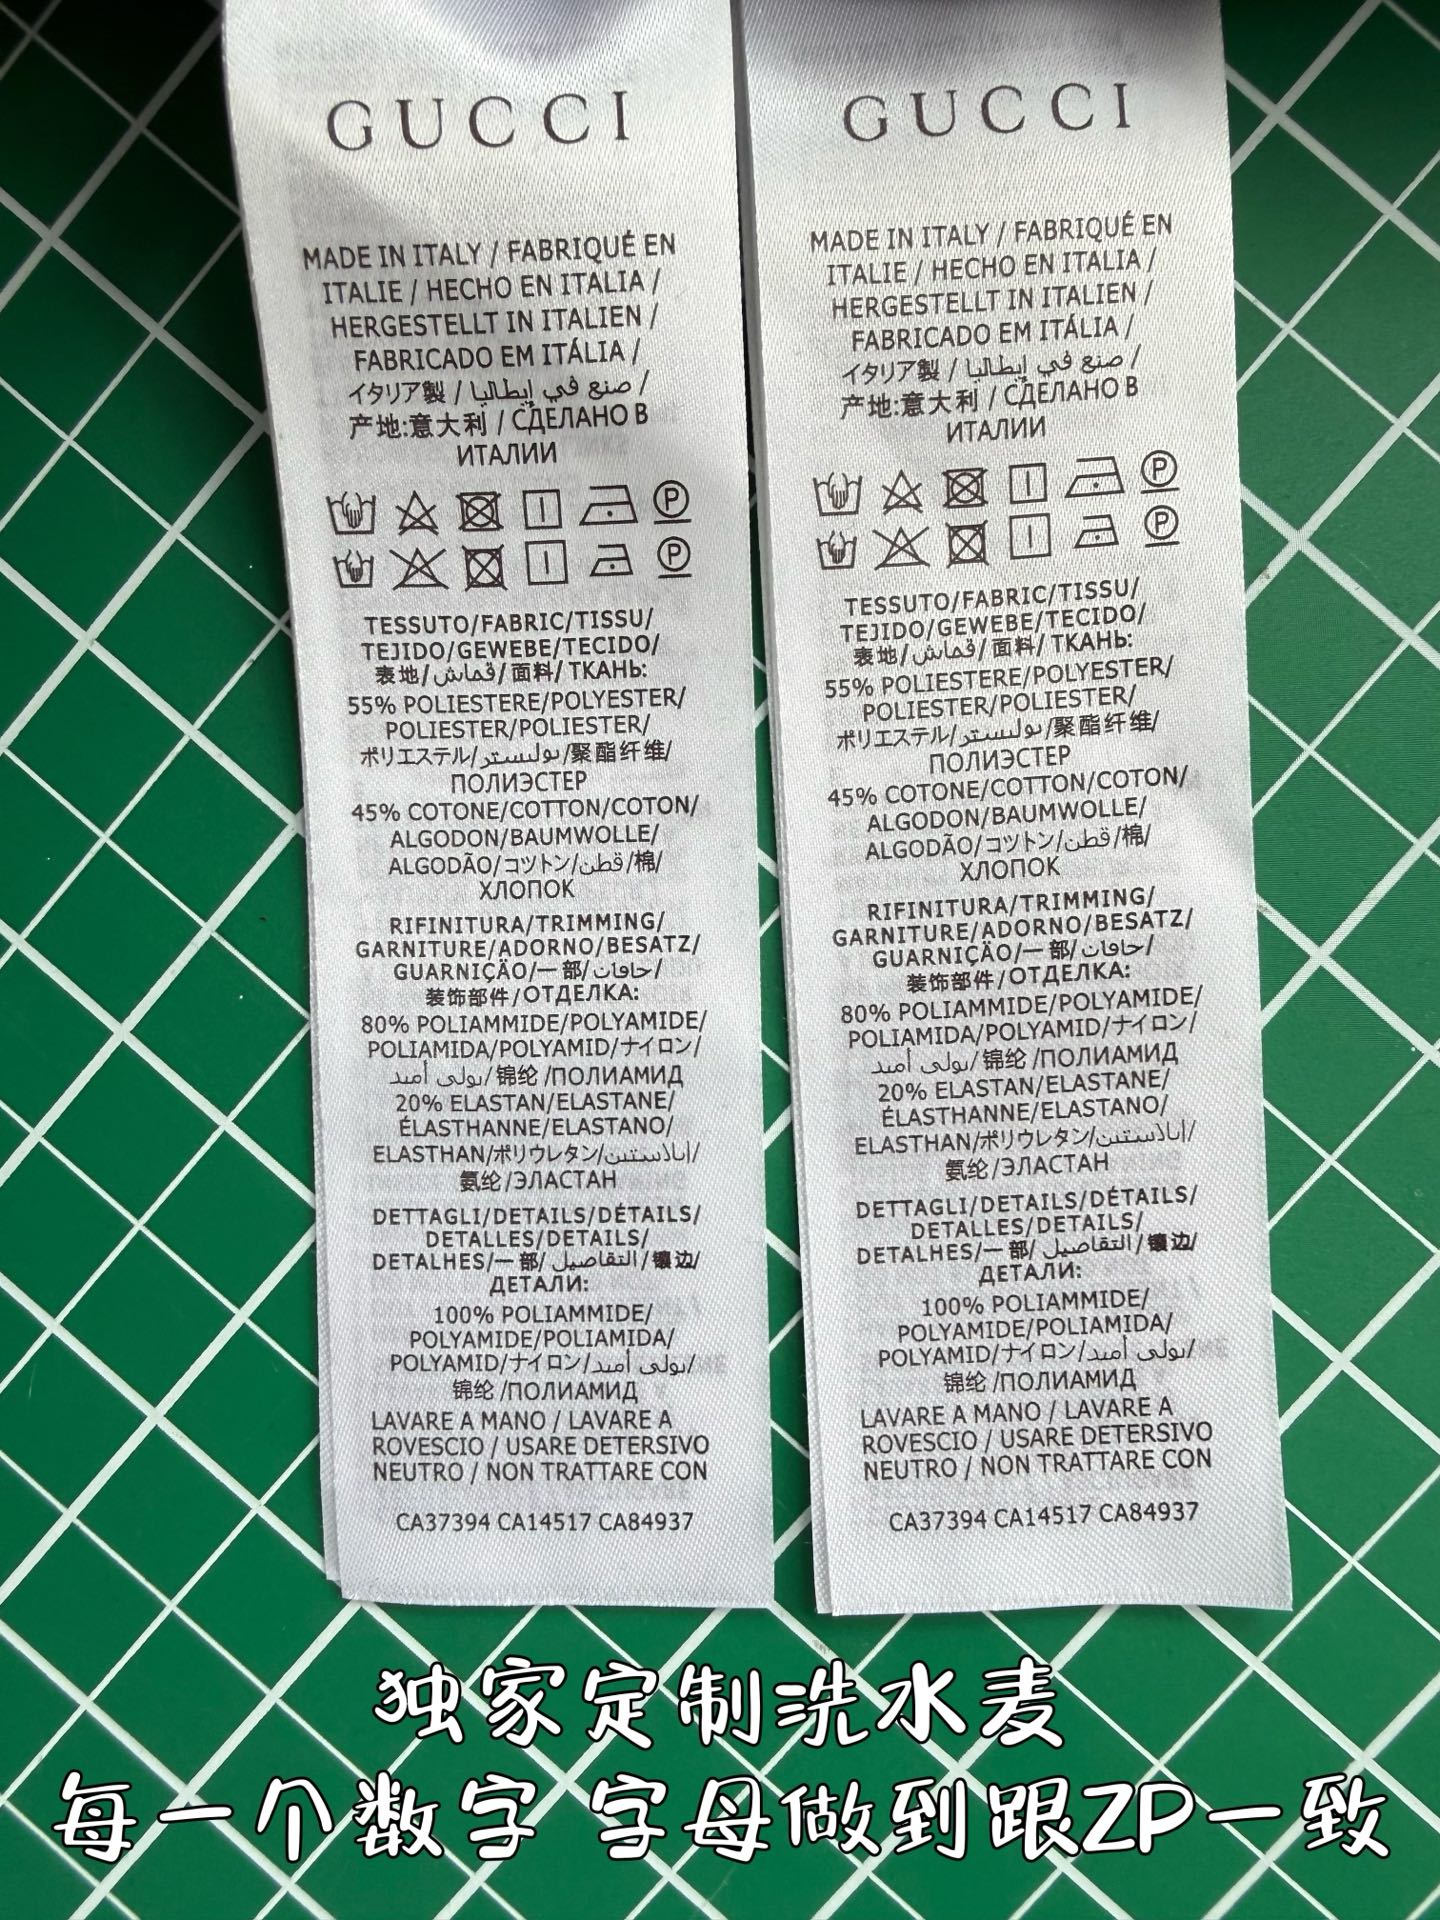 GUCCI
MADE IN ITALY / FABRIQUÉ EN
ITALIE / HECHO EN ITALIA /
HERGESTELLT IN ITALIEN /
FABRICADO EM ITÁLIA /
イタリア製 / صنع في إيطاليا /
产地:意大利 / СДЕЛАНО В
ИТАЛИИ
TESSUTO/FABRIC/TISSU/
TEJIDO/GEWEBE/TECIDO/
表地/قماش/面料/ТКАНЬ:
55% POLIESTERE/POLYESTER/
POLIESTER/POLIESTER/
ポリエステル/بوليستر/聚酯纤维/
ПОЛИЭСТЕР
45% COTONE/COTTON/COTON/
ALGODON/BAUMWOLLE/
ALGODÃO/コットン/قطن/棉/
ХЛОПОК
RIFINITURA/TRIMMING/
GARNITURE/ADORNO/BESATZ/
GUARNIÇÄO/一部/حافات/
装饰部件/ОТДЕЛКА:
80% POLIAMMIDE/POLYAMIDE/
POLIAMIDA/POLYAMID/ナイロン/
بولي أميد/锦纶/ПОЛИАМИД
20% ELASTAN/ELASTANE/
ÉLASTHANNE/ELASTANO/
ELASTHAN/ポリウレタン/إيلاستين/
氨纶/ЭЛАСТАН
DETTAGLI/DETAILS/DÉTAILS/
DETALLES/DETAILS/
DETALHES/一部/التفاصيل/镶边/
ДЕТАЛИ:
100% POLIAMMIDE/
POLYAMIDE/POLIAMIDA/
POLYAMID/ナイロン/بولي أميد/
锦纶/ПОЛИАМИД
LAVARE A MANO / LAVARE A
ROVESCIO / USARE DETERSIVO
NEUTRO / NON TRATTARE CON
CA37394 CA14517 CA84937
GUCCI
MADE IN ITALY / FABRIQUÉ EN
ITALIE / HECHO EN ITALIA /
HERGESTELLT IN ITALIEN /
FABRICADO EM ITÁLIA /
イタリア製 / صنع في إيطاليا /
产地:意大利 / СДЕЛАНО В
ИТАЛИИ
TESSUTO/FABRIC/TISSU/
TEJIDO/GEWEBE/TECIDO/
表地/قماش/面料/ТКАНЬ:
55% POLIESTERE/POLYESTER/
POLIESTER/POLIESTER/
ポリエステル/بوليستر/聚酯纤维/
ПОЛИЭСТЕР
45% COTONE/COTTON/COTON/
ALGODON/BAUMWOLLE/
ALGODÃO/コットン/قطن/棉/
ХЛОПОК
RIFINITURA/TRIMMING/
GARNITURE/ADORNO/BESATZ/
GUARNIÇÄO/一部/حافات/
装饰部件/ОТДЕЛКА:
80% POLIAMMIDE/POLYAMIDE/
POLIAMIDA/POLYAMID/ナイロン/
بولي أميد/锦纶/ПОЛИАМИД
20% ELASTAN/ELASTANE/
ÉLASTHANNE/ELASTANO/
ELASTHAN/ポリウレタン/إيلاستين/
氨纶/ЭЛАСТАН
DETTAGLI/DETAILS/DÉTAILS/
DETALLES/DETAILS/
DETALHES/一部/التفاصيل/镶边/
ДЕТАЛИ:
100% POLIAMMIDE/
POLYAMIDE/POLIAMIDA/
POLYAMID/ナイロン/بولي أميد/
锦纶/ПОЛИАМИД
LAVARE A MANO / LAVARE A
ROVESCIO / USARE DETERSIVO
NEUTRO / NON TRATTARE CON
CA37394 CA14517 CA84937
独家定制洗水麦
每一个数字 字母做到跟ZP一致